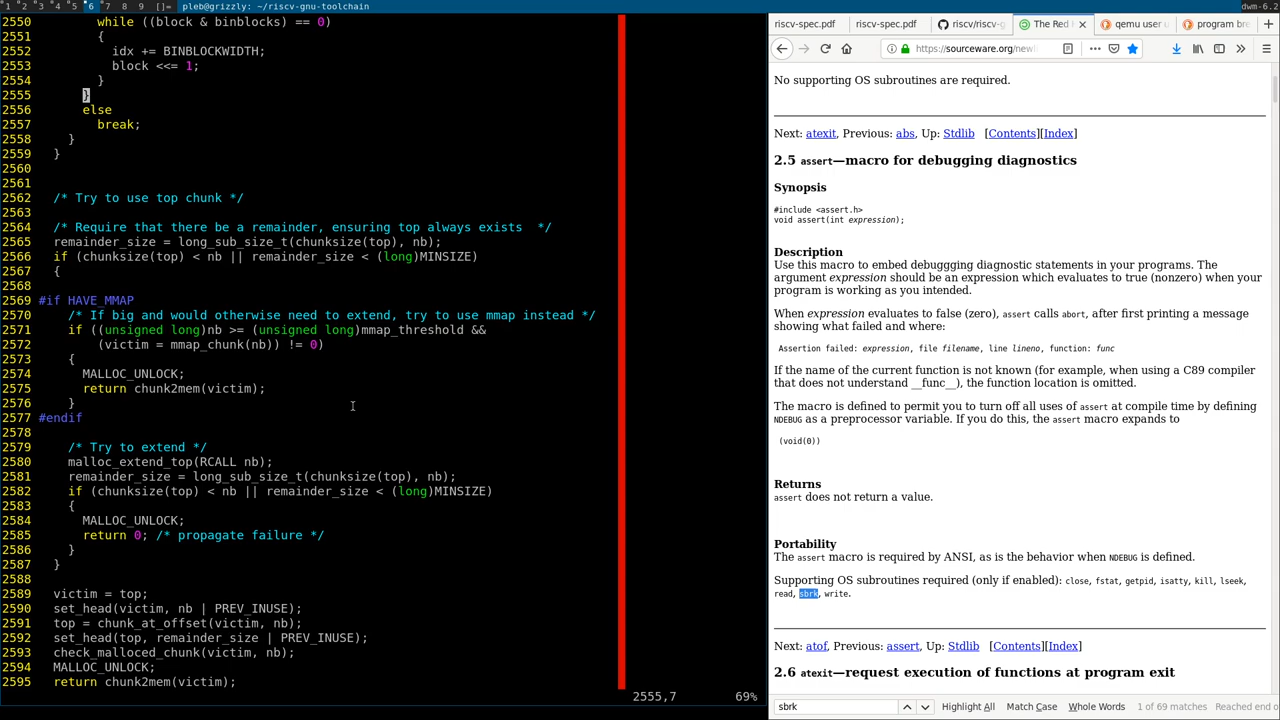 1 2 3 4 5 6 7 8 9 []= pleb@grizzly: ~/riscv-gnu-toolchain
dwm-6.2
2550         while ((block & binblocks) == 0)
2551         {
2552           idx += BINBLOCKWIDTH;
2553           block <<= 1;
2554         }
2555       }
2556       else
2557         break;
2558     }
2559   }
2560
2561
2562   /* Try to use top chunk */
2563
2564   /* Require that there be a remainder, ensuring top always exists  */
2565   remainder_size = long_sub_size_t(chunksize(top), nb);
2566   if (chunksize(top) < nb || remainder_size < (long)MINSIZE)
2567   {
2568
2569 #if HAVE_MMAP
2570     /* If big and would otherwise need to extend, try to use mmap instead */
2571     if ((unsigned long)nb >= (unsigned long)mmap_threshold &&
2572         (victim = mmap_chunk(nb)) != 0)
2573     {
2574       MALLOC_UNLOCK;
2575       return chunk2mem(victim);
2576     }
2577 #endif
2578
2579     /* Try to extend */
2580     malloc_extend_top(RCALL nb);
2581     remainder_size = long_sub_size_t(chunksize(top), nb);
2582     if (chunksize(top) < nb || remainder_size < (long)MINSIZE)
2583     {
2584       MALLOC_UNLOCK;
2585       return 0; /* propagate failure */
2586     }
2587   }
2588
2589   victim = top;
2590   set_head(victim, nb | PREV_INUSE);
2591   top = chunk_at_offset(victim, nb);
2592   set_head(top, remainder_size | PREV_INUSE);
2593   check_malloced_chunk(victim, nb);
2594   MALLOC_UNLOCK;
2595   return chunk2mem(victim);
2555,7 69%
riscv-spec.pdf riscv-spec.pdf riscv/riscv-g The Red qemu user u program bre
https://sourceware.org/newl
No supporting OS subroutines are required.
Next: atexit, Previous: abs, Up: Stdlib [Contents][Index]
2.5 assert—macro for debugging diagnostics
Synopsis
#include <assert.h>
void assert(int expression);
Description
Use this macro to embed debuggging diagnostic statements in your programs. The
argument expression should be an expression which evaluates to true (nonzero) when your
program is working as you intended.
When expression evaluates to false (zero), assert calls abort, after first printing a message
showing what failed and where:
Assertion failed: expression, file filename, line lineno, function: func
If the name of the current function is not known (for example, when using a C89 compiler
that does not understand __func__), the function location is omitted.
The macro is defined to permit you to turn off all uses of assert at compile time by defining
NDEBUG as a preprocessor variable. If you do this, the assert macro expands to
(void(0))
Returns
assert does not return a value.
Portability
The assert macro is required by ANSI, as is the behavior when NDEBUG is defined.
Supporting OS subroutines required (only if enabled): close, fstat, getpid, isatty, kill, lseek,
read, sbrk, write.
Next: atof, Previous: assert, Up: Stdlib [Contents][Index]
2.6 atexit—request execution of functions at program exit
sbrk Highlight All Match Case Whole Words 1 of 69 matches Reached end o